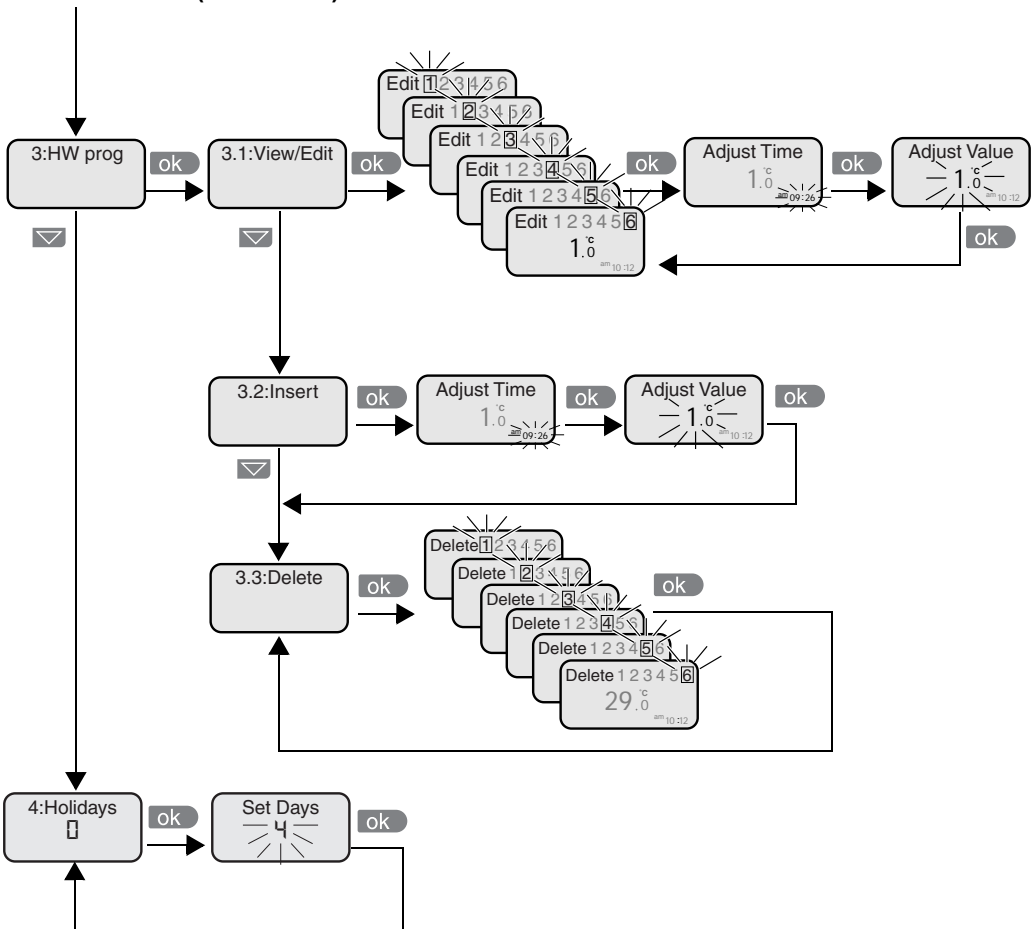 Edit 1 2 3 4 5 6
Edit 1 2 3 4 5 6
Edit 1 2 3 4 5 6
Edit 1 2 3 4 5 6
Edit 1 2 3 4 5 6
Edit 1 2 3 4 5 6
1.0 °c
am 10:12
3:HW prog
ok
3.1:View/Edit
ok
ok
Adjust Time
1.0 °c
am 09:26
ok
Adjust Value
1.0 °c
am 10:12
ok
3.2:Insert
ok
Adjust Time
1.0 °c
am 09:26
ok
Adjust Value
1.0 °c
am 10:12
ok
3.3:Delete
ok
Delete 1 2 3 4 5 6
Delete 1 2 3 4 5 6
Delete 1 2 3 4 5 6
Delete 1 2 3 4 5 6
Delete 1 2 3 4 5 6
Delete 1 2 3 4 5 6
29.0 °c
am 10:12
ok
4:Holidays
0
ok
Set Days
4
ok